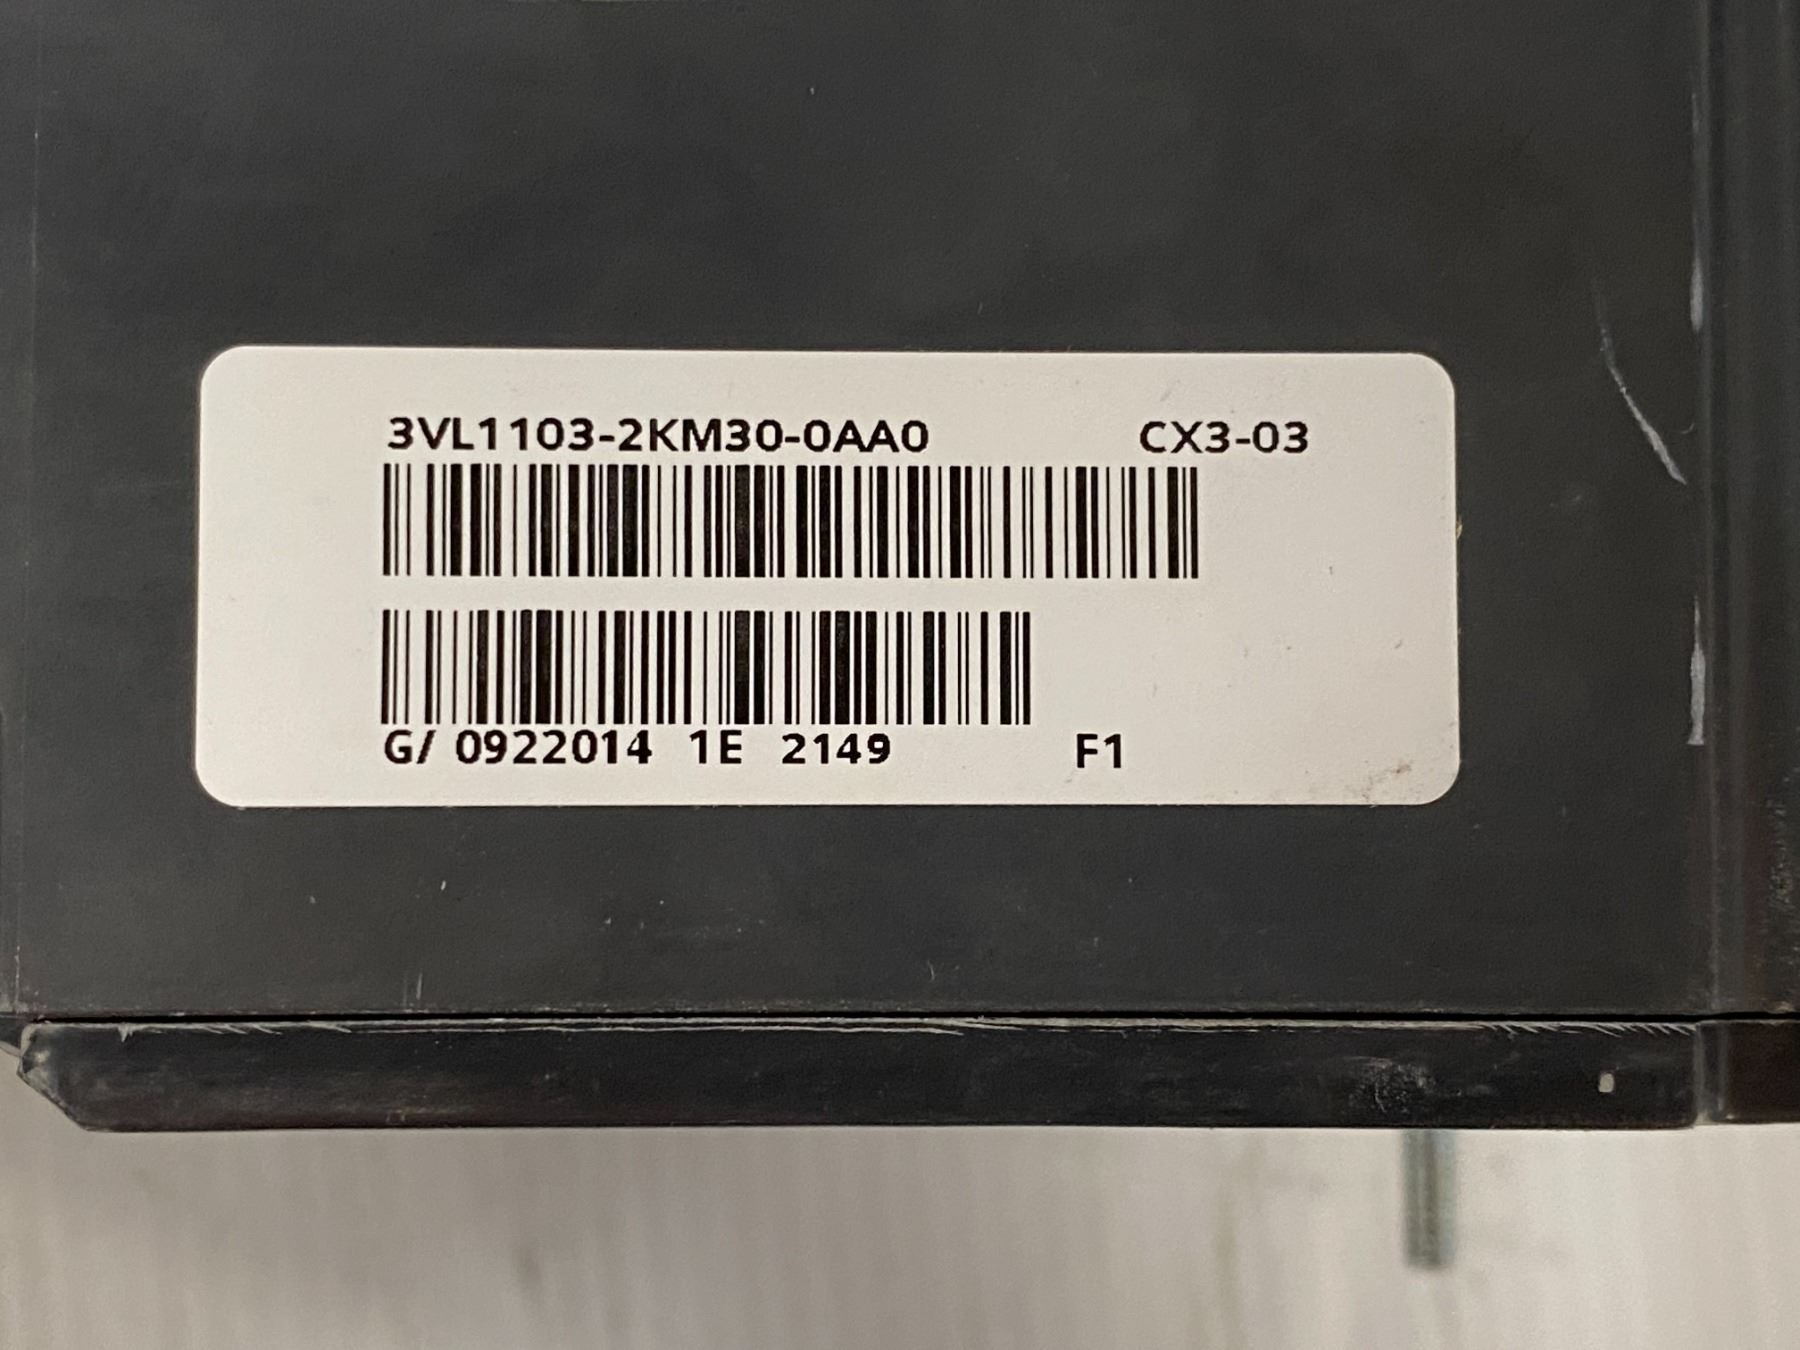 3VL1103-2KM30-0AA0 CX3-03
G/ 0922014 1E 2149 F1